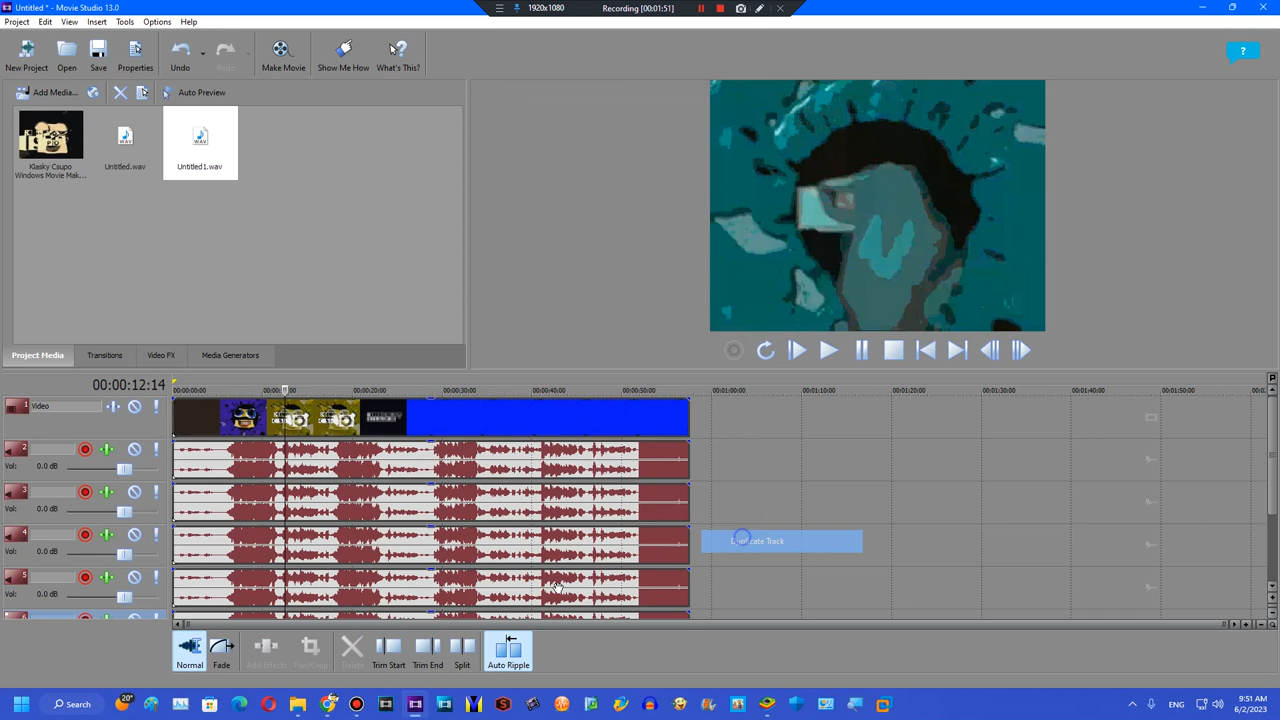 Untitled * - Movie Studio 13.0
1920x1080
Recording [00:01:51]
Project Edit View Insert Tools Options Help
New Project Open Save Properties Undo Redo Make Movie Show Me How What's This?
Add Media... Auto Preview
Klasky Csupo
Windows Movie Mak...
Untitled.wav
Untitled1.wav
Project Media Transitions Video FX Media Generators
00:00:12:14
00:00:00:00 00:00:20:00 00:00:30:00 00:00:40:00 00:00:50:00 00:01:00:00 00:01:10:00 00:01:20:00 00:01:30:00 00:01:40:00 00:01:50:00
1 Video
2
Vol: 0.0 dB
3
Vol: 0.0 dB
4
Vol: 0.0 dB
Duplicate Track
5
Vol: 0.0 dB
Normal Fade Add Effects Pan/Crop Delete Trim Start Trim End Split Auto Ripple
20°
Search
ENG
9:51 AM
6/2/2023